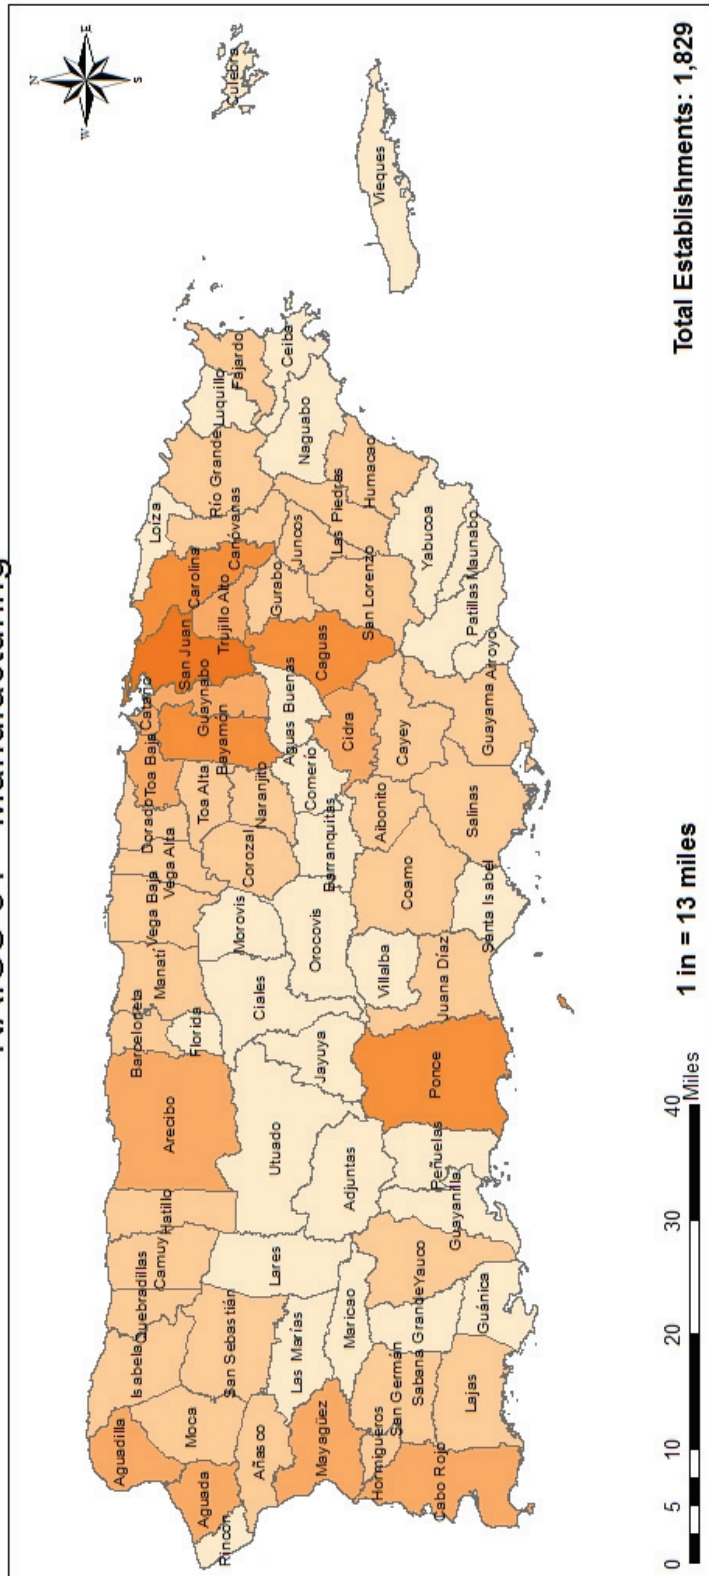 Manufacturing
N
W
E
S
Culebra
Vieques
Aguadilla
Isabela
Quebradillas
Camuy
Hatillo
Arecibo
Barceloneta
Manatí
Vega Baja
Vega Alta
Dorado
Toa Baja
Cataño
San Juan
Carolina
Loíza
Río Grande
Luquillo
Fajardo
Ceiba
Aguada
Rincón
Moca
San Sebastián
Añasco
Lares
Utuado
Florida
Ciales
Morovis
Corozal
Toa Alta
Naranjito
Bayamón
Guaynabo
Trujillo Alto
Canóvanas
Gurabo
Juncos
Las Piedras
Naguabo
Humacao
Mayagüez
Las Marías
Maricao
Adjuntas
Jayuya
Orocovis
Barranquitas
Comerío
Aguas Buenas
Cidra
Caguas
San Lorenzo
Yabucoa
Hormigueros
San Germán
Sabana Grande
Yauco
Guayanilla
Peñuelas
Ponce
Villalba
Juana Díaz
Coamo
Aibonito
Cayey
Cabo Rojo
Lajas
Guánica
Santa Isabel
Salinas
Guayama
Arroyo
Patillas
Maunabo
0
5
10
20
30
40
Miles
1 in = 13 miles
Total Establishments: 1,829